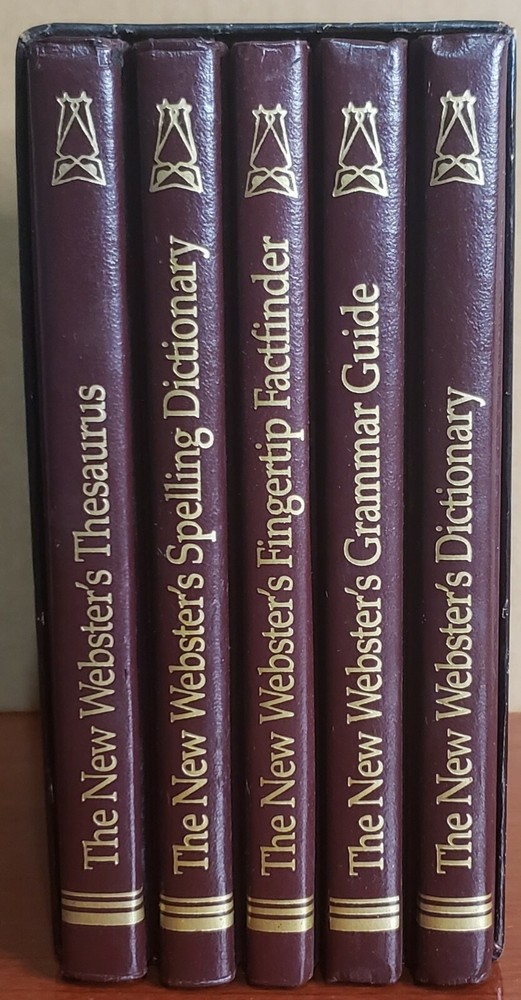 The New Webster's Thesaurus
The New Webster's Spelling Dictionary
The New Webster's Fingertip Factfinder
The New Webster's Grammar Guide
The New Webster's Dictionary